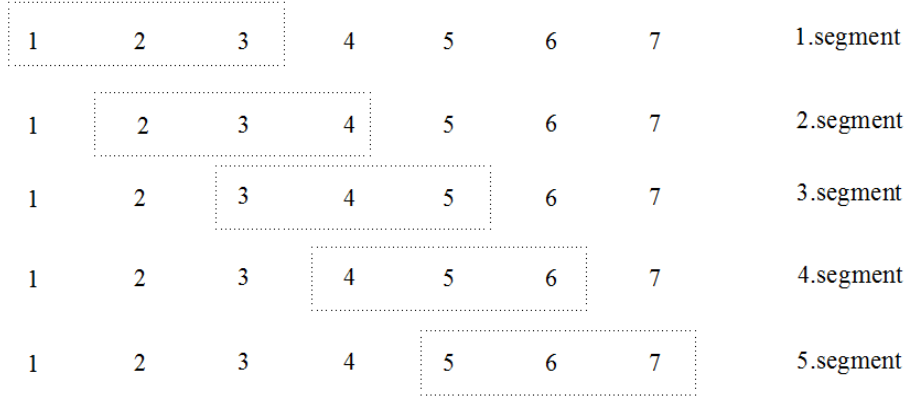 1 2 3 4 5 6 7 1.segment
1 2 3 4 5 6 7 2.segment
1 2 3 4 5 6 7 3.segment
1 2 3 4 5 6 7 4.segment
1 2 3 4 5 6 7 5.segment